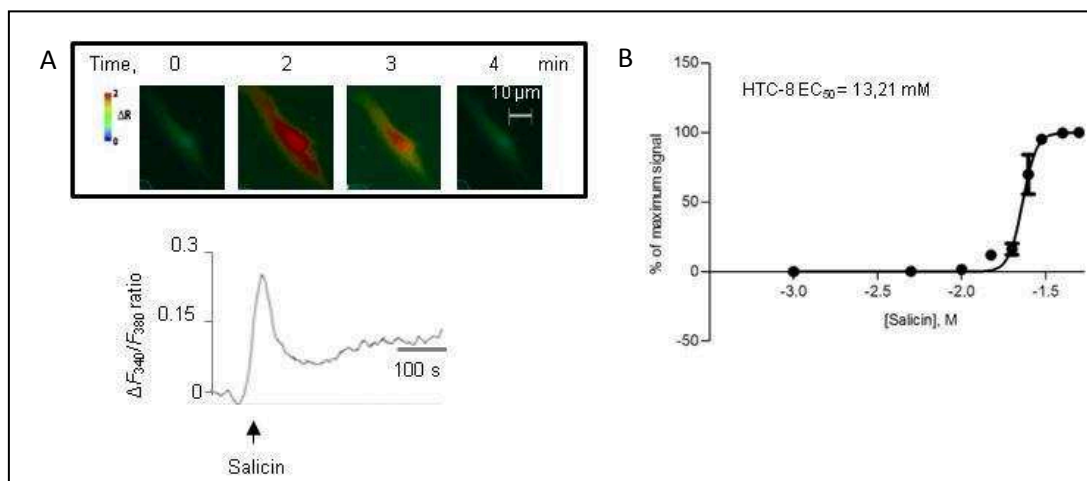 A
Time, 0 2 3 4 min
10 µm
2
ΔR
0
0.3
0.15
0
ΔF340/F380 ratio
100 s
Salicin
B
HTC-8 EC50 = 13,21 mM
150
100
50
0
-50
% of maximum signal
-3.0 -2.5 -2.0 -1.5
[Salicin], M